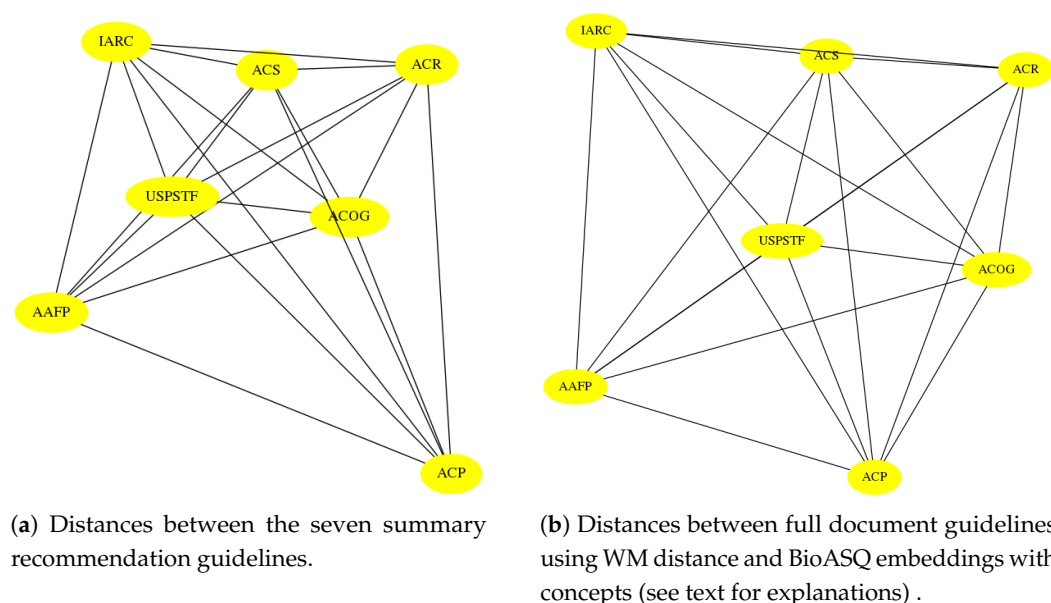 IARC
ACS
ACR
USPSTF
ACOG
AAFP
ACP
(a) Distances between the seven summary
recommendation guidelines.
IARC
ACS
ACR
USPSTF
ACOG
AAFP
ACP
(b) Distances between full document guidelines
using WM distance and BioASQ embeddings with
concepts (see text for explanations) .